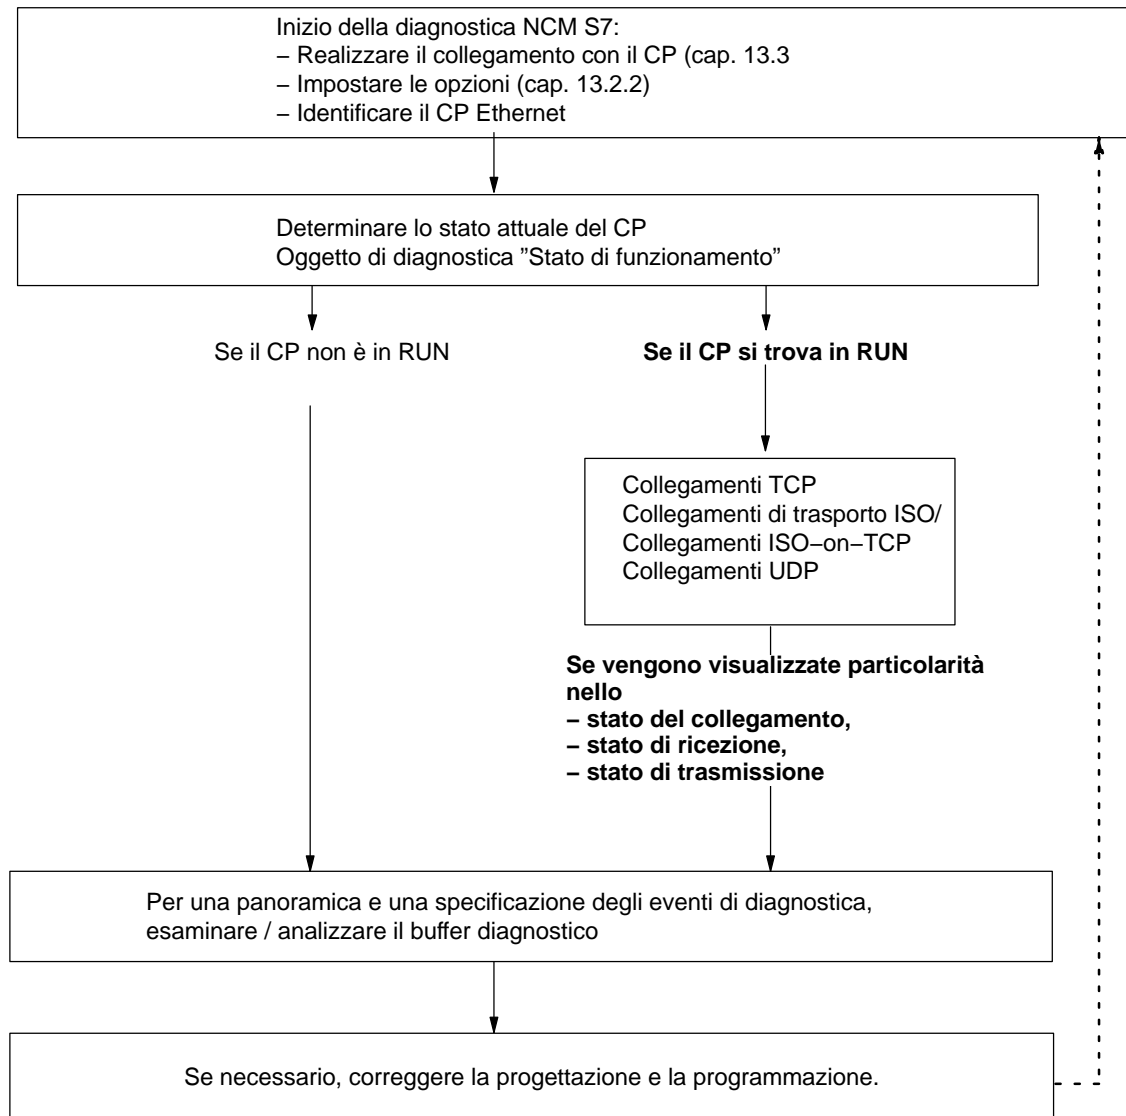 Inizio della diagnostica NCM S7:
– Realizzare il collegamento con il CP (cap. 13.3
– Impostare le opzioni (cap. 13.2.2)
– Identificare il CP Ethernet
Determinare lo stato attuale del CP
Oggetto di diagnostica ”Stato di funzionamento”
Se il CP non è in RUN
Se il CP si trova in RUN
Collegamenti TCP
Collegamenti di trasporto ISO/
Collegamenti ISO–on–TCP
Collegamenti UDP
Se vengono visualizzate particolarità
nello
– stato del collegamento,
– stato di ricezione,
– stato di trasmissione
Per una panoramica e una specificazione degli eventi di diagnostica,
esaminare / analizzare il buffer diagnostico
Se necessario, correggere la progettazione e la programmazione.